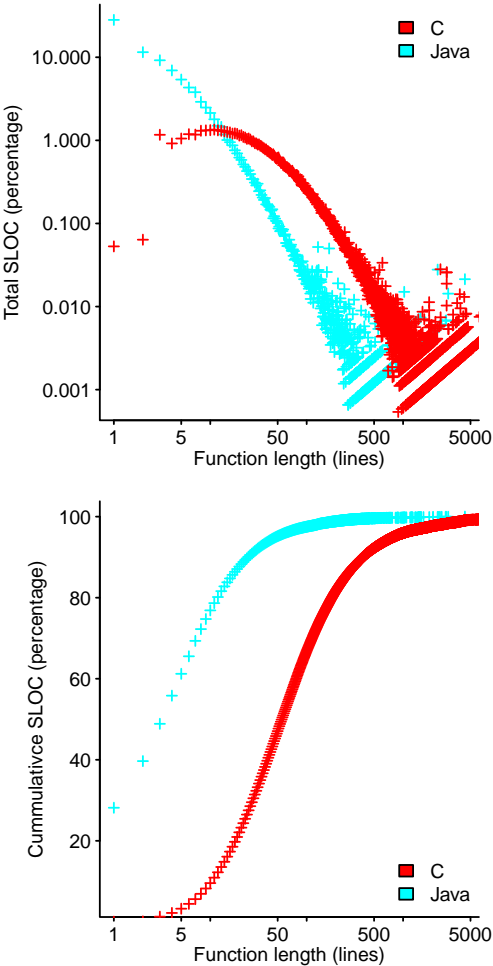 C
Java
10.000
1.000
0.100
0.010
0.001
Total SLOC (percentage)
1 5 50 500 5000
Function length (lines)
100
80
60
40
20
Cummulativce SLOC (percentage)
C
Java
1 5 50 500 5000
Function length (lines)